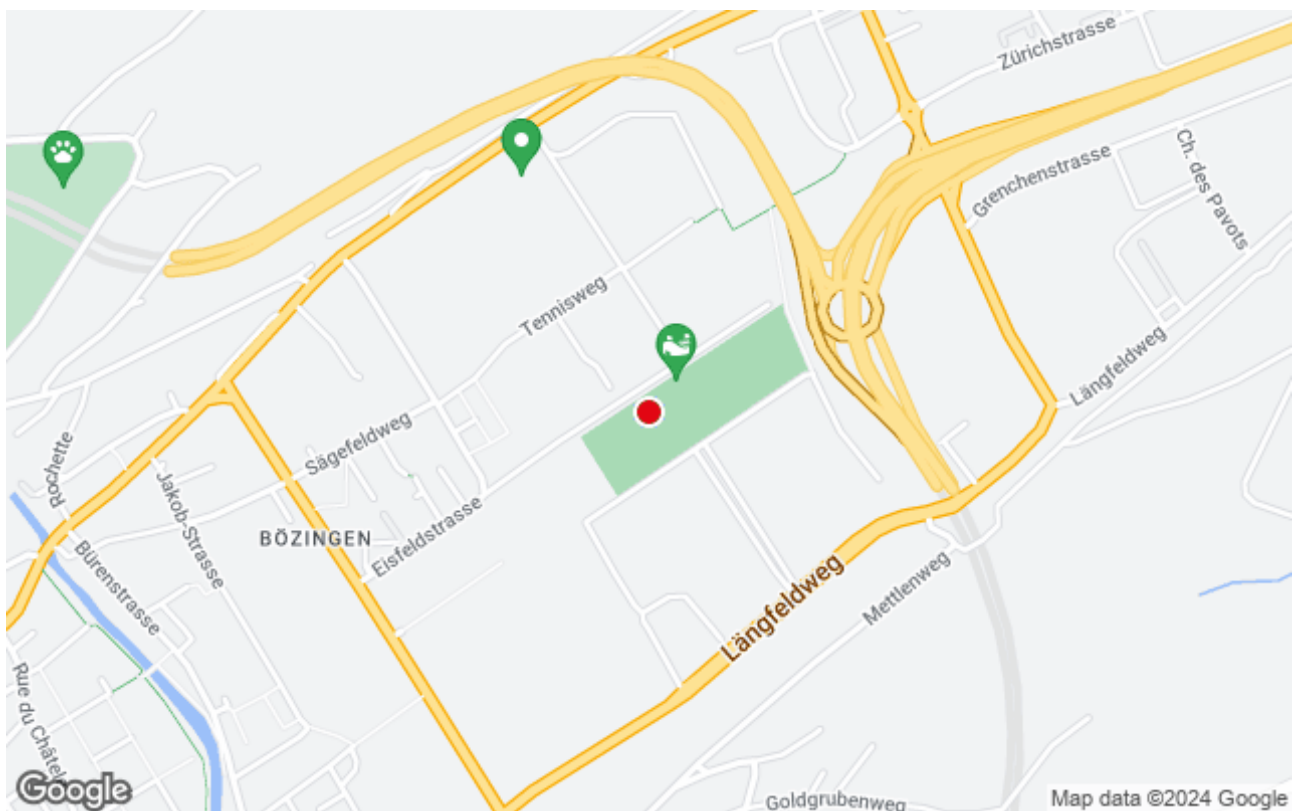 Zürichstrasse
Grenchenstrasse
Ch. des Pavots
Tennisweg
Längfeldweg
Sägefeldweg
Rochette
Jakob-Strasse
BÖZINGEN
Eisfeldstrasse
Bürenstrasse
Längfeldweg
Mettlenweg
Rue du Châtel
Goldgrubenweg
Google
Map data ©2024 Google